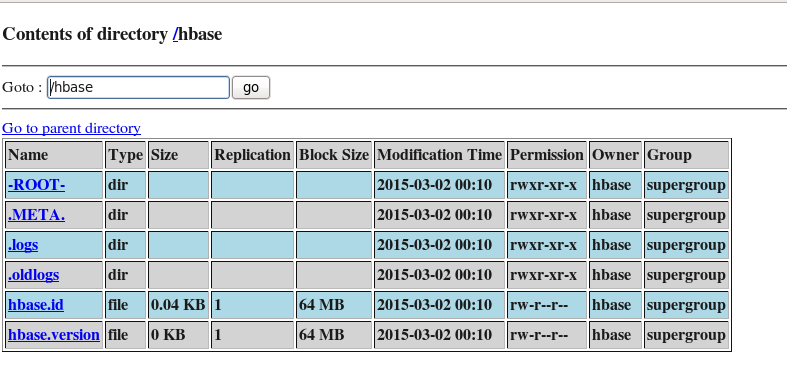 Contents of directory /hbase
Goto : /hbase go
Go to parent directory
Name Type Size Replication Block Size Modification Time Permission Owner Group
-ROOT- dir 2015-03-02 00:10 rwxr-xr-x hbase supergroup
.META. dir 2015-03-02 00:10 rwxr-xr-x hbase supergroup
.logs dir 2015-03-02 00:10 rwxr-xr-x hbase supergroup
.oldlogs dir 2015-03-02 00:10 rwxr-xr-x hbase supergroup
hbase.id file 0.04 KB 1 64 MB 2015-03-02 00:10 rw-r--r-- hbase supergroup
hbase.version file 0 KB 1 64 MB 2015-03-02 00:10 rw-r--r-- hbase supergroup